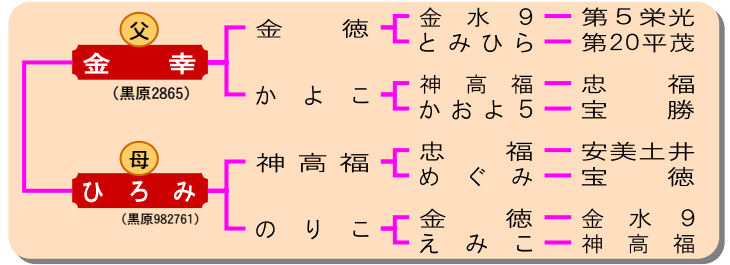 父
金幸
(黒原2865)
金徳
金水9
第5栄光
とみひら
第20平茂
かよこ
神高福
忠福
かおよ5
宝勝
母
ひろみ
(黒原982761)
神高福
忠福
安美土井
めぐみ
宝徳
のりこ
金徳
金水9
えみこ
神高福